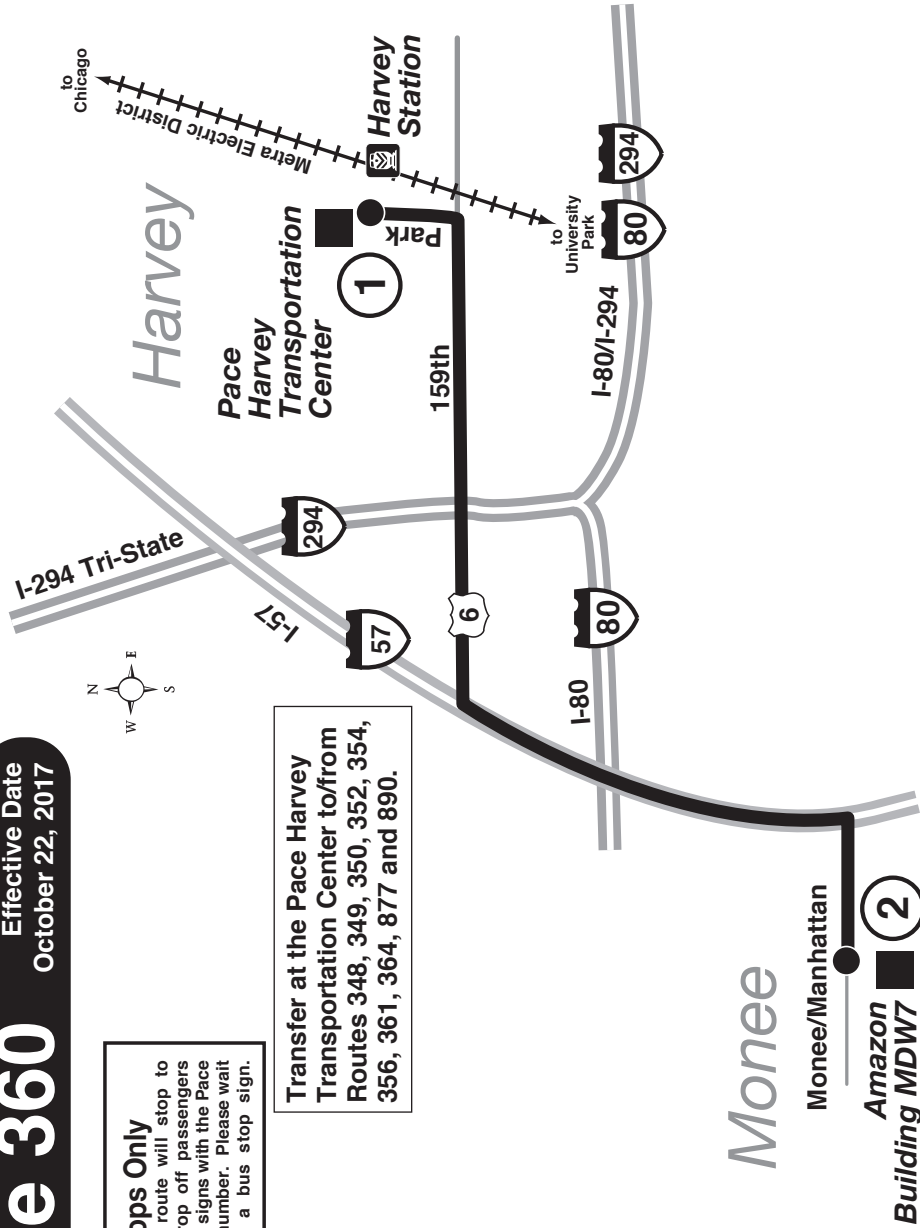 e 360
Effective Date
October 22, 2017
ops Only
route will stop to
op off passengers
signs with the Pace
number. Please wait
a bus stop sign.
Transfer at the Pace Harvey
Transportation Center to/from
Routes 348, 349, 350, 352, 354,
356, 361, 364, 877 and 890.
N
W
E
S
I-294 Tri-State
I-57
57
294
6
I-80
80
159th
I-80/I-294
80
294
Harvey
Pace
Harvey
Transportation
Center
1
Park
Harvey
Station
to
Chicago
Metra Electric District
to
University
Park
Monee
Monee/Manhattan
Amazon
Building MDW7
2